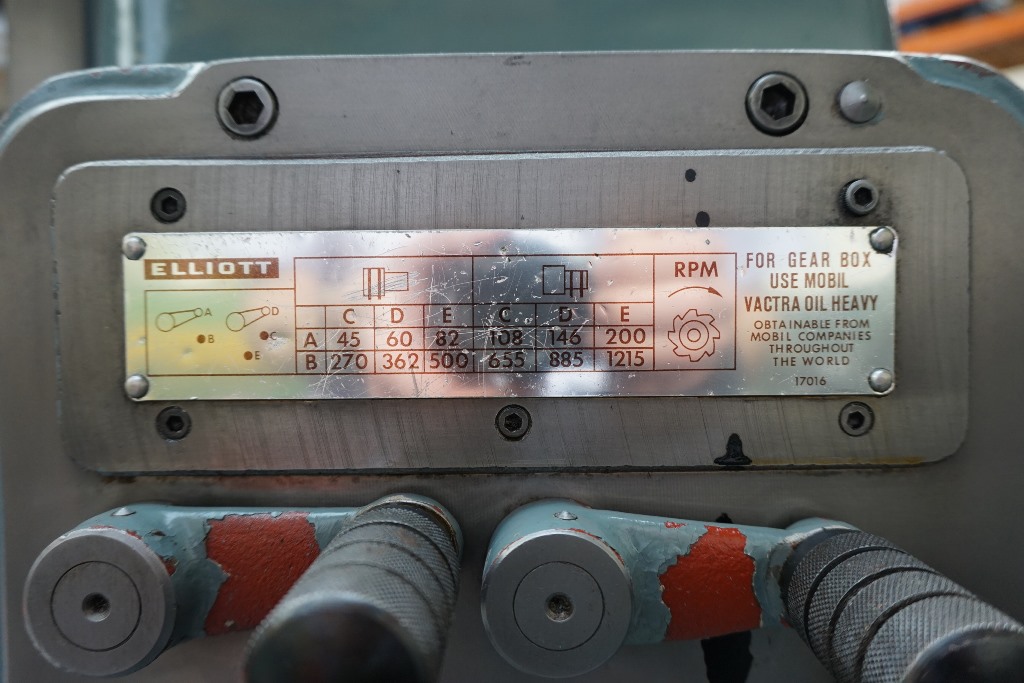 ELLIOTT
A D
B C
E
RPM
C D E C D E
A 45 60 82 108 146 200
B 270 362 500 655 885 1215
FOR GEAR BOX
USE MOBIL
VACTRA OIL HEAVY
OBTAINABLE FROM
MOBIL COMPANIES
THROUGHOUT
THE WORLD
17016